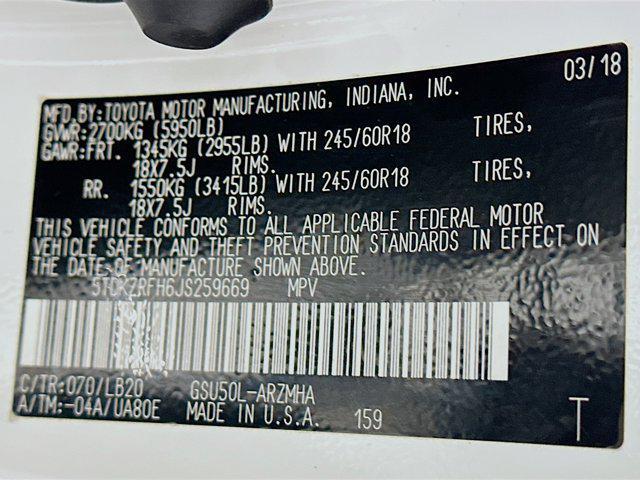 03/18
MFD.BY:TOYOTA MOTOR MANUFACTURING, INDIANA, INC.
GVWR:2700KG (5950LB)
GAWR:FRT. 1345KG (2955LB) WITH 245/60R18 TIRES,
18X7.5J RIMS.
RR. 1550KG (3415LB) WITH 245/60R18 TIRES,
18X7.5J RIMS.
THIS VEHICLE CONFORMS TO ALL APPLICABLE FEDERAL MOTOR
VEHICLE SAFETY AND THEFT PREVENTION STANDARDS IN EFFECT ON
THE DATE OF MANUFACTURE SHOWN ABOVE.
5TDKZRFH6JS259669 MPV
C/TR:070/LB20 GSU50L-ARZMHA
A/TM:-04A/UA80E MADE IN U.S.A. 159
T